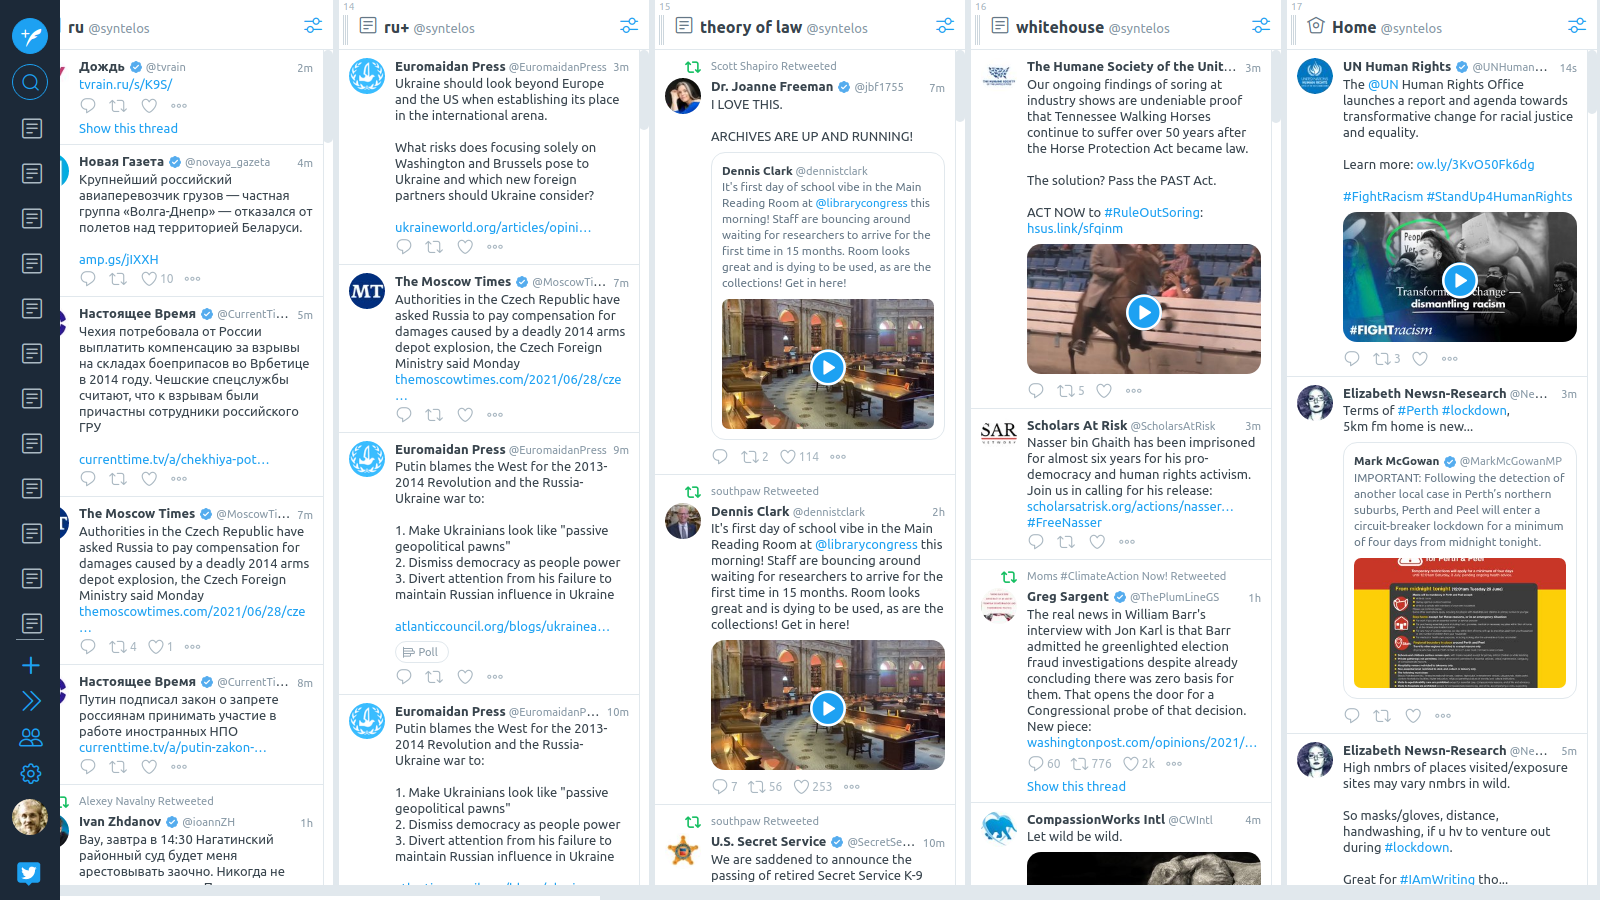 ru @syntelos
Дождь @tvrain 2m
tvrain.ru/s/K9S/
Show this thread
Новая Газета @novaya_gazeta 4m
Крупнейший российский
авиаперевозчик грузов — частная
группа «Волга-Днепр» — отказался от
полетов над территорией Беларуси.
amp.gs/jIXXH
10
Настоящее Время @CurrentTi... 5m
Чехия потребовала от России
выплатить компенсацию за взрывы
на складах боеприпасов во Врбетице
в 2014 году. Чешские спецслужбы
считают, что к взрывам были
причастны сотрудники российского
ГРУ
currenttime.tv/a/chekhiya-pot…
The Moscow Times @MoscowTi... 7m
Authorities in the Czech Republic have
asked Russia to pay compensation for
damages caused by a deadly 2014 arms
depot explosion, the Czech Foreign
Ministry said Monday
themoscowtimes.com/2021/06/28/cze
…
4 1
Настоящее Время @CurrentTi... 8m
Путин подписал закон о запрете
россиянам принимать участие в
работе иностранных НПО
currenttime.tv/a/putin-zakon-…
Alexey Navalny Retweeted
Ivan Zhdanov @ioannZH 1h
Вау, завтра в 14:30 Нагатинский
районный суд будет меня
арестовывать заочно. Никогда не
14
ru+ @syntelos
Euromaidan Press @EuromaidanPress 3m
Ukraine should look beyond Europe
and the US when establishing its place
in the international arena.
What risks does focusing solely on
Washington and Brussels pose to
Ukraine and which new foreign
partners should Ukraine consider?
ukraineworld.org/articles/opini…
MT
The Moscow Times @MoscowTi... 7m
Authorities in the Czech Republic have
asked Russia to pay compensation for
damages caused by a deadly 2014 arms
depot explosion, the Czech Foreign
Ministry said Monday
themoscowtimes.com/2021/06/28/cze
…
Euromaidan Press @EuromaidanPress 9m
Putin blames the West for the 2013-
2014 Revolution and the Russia-
Ukraine war to:
1. Make Ukrainians look like "passive
geopolitical pawns"
2. Dismiss democracy as people power
3. Divert attention from his failure to
maintain Russian influence in Ukraine
atlanticcouncil.org/blogs/ukrainea…
Poll
Euromaidan Press @EuromaidanP... 10m
Putin blames the West for the 2013-
2014 Revolution and the Russia-
Ukraine war to:
1. Make Ukrainians look like "passive
geopolitical pawns"
2. Dismiss democracy as people power
3. Divert attention from his failure to
maintain Russian influence in Ukraine
15
theory of law @syntelos
Scott Shapiro Retweeted
Dr. Joanne Freeman @jbf1755 7m
I LOVE THIS.
ARCHIVES ARE UP AND RUNNING!
Dennis Clark @dennistclark
It's first day of school vibe in the Main
Reading Room at @librarycongress this
morning! Staff are bouncing around
waiting for researchers to arrive for the
first time in 15 months. Room looks
great and is dying to be used, as are the
collections! Get in here!
2 114
southpaw Retweeted
Dennis Clark @dennistclark 2h
It's first day of school vibe in the Main
Reading Room at @librarycongress this
morning! Staff are bouncing around
waiting for researchers to arrive for the
first time in 15 months. Room looks
great and is dying to be used, as are the
collections! Get in here!
7 56 253
southpaw Retweeted
U.S. Secret Service @SecretSe... 10m
We are saddened to announce the
passing of retired Secret Service K-9
16
whitehouse @syntelos
The Humane Society of the Unit... 3m
Our ongoing findings of soring at
industry shows are undeniable proof
that Tennessee Walking Horses
continue to suffer over 50 years after
the Horse Protection Act became law.
The solution? Pass the PAST Act.
ACT NOW to #RuleOutSoring:
hsus.link/sfqinm
5
SAR
NETWORK
Scholars At Risk @ScholarsAtRisk 3m
Nasser bin Ghaith has been imprisoned
for almost six years for his pro-
democracy and human rights activism.
Join us in calling for his release:
scholarsatrisk.org/actions/nasser…
#FreeNasser
Moms #ClimateAction Now! Retweeted
Greg Sargent @ThePlumLineGS 1h
The real news in William Barr's
interview with Jon Karl is that Barr
admitted he greenlighted election
fraud investigations despite already
concluding there was zero basis for
them. That opens the door for a
Congressional probe of that decision.
New piece:
washingtonpost.com/opinions/2021/…
60 776 2k
Show this thread
CompassionWorks Intl @CWIntl 4m
Let wild be wild.
17
Home @syntelos
UN Human Rights @UNHuman... 14s
The @UN Human Rights Office
launches a report and agenda towards
transformative change for racial justice
and equality.
Learn more: ow.ly/3KvO50Fk6dg
#FightRacism #StandUp4HumanRights
change —
dismantling racism
#FIGHTracism
3
Elizabeth Newsn-Research @Ne... 3m
Terms of #Perth #lockdown,
5km fm home is new...
Mark McGowan @MarkMcGowanMP
IMPORTANT: Following the detection of
another local case in Perth's northern
suburbs, Perth and Peel will enter a
circuit-breaker lockdown for a minimum
of four days from midnight tonight.
for Perth & Peel
Elizabeth Newsn-Research @Ne... 5m
High nmbrs of places visited/exposure
sites may vary nmbrs in wild.
So masks/gloves, distance,
handwashing, if u hv to venture out
during #lockdown.
Great for #IAmWriting tho...